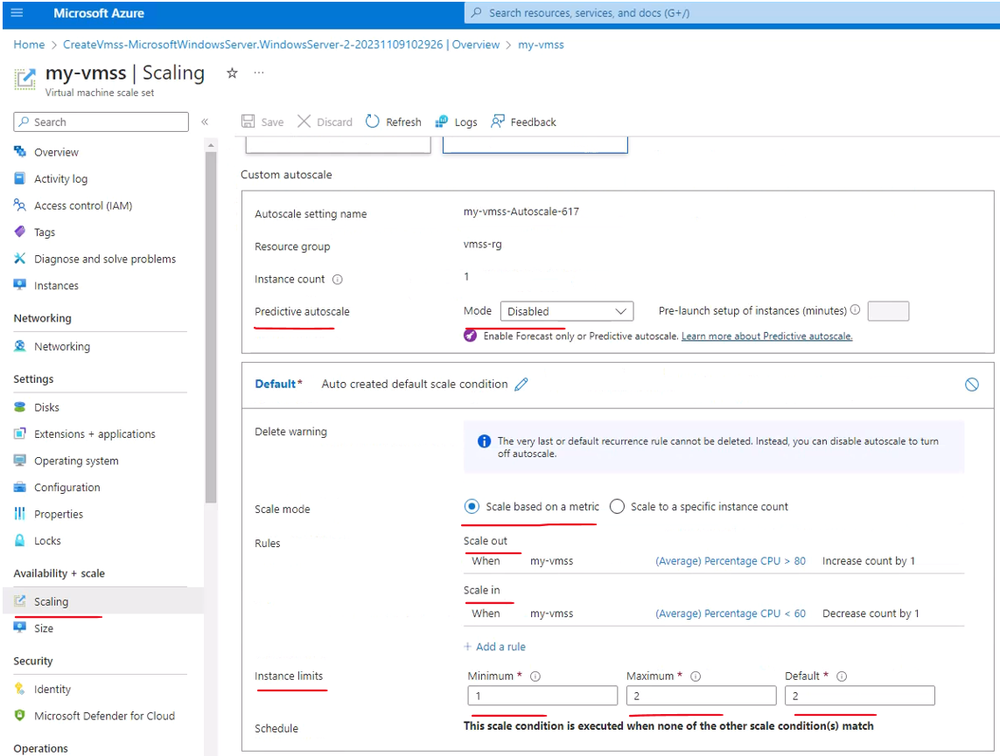 Microsoft Azure
Search resources, services, and docs (G+/)
Home > CreateVmss-MicrosoftWindowsServer.WindowsServer-2-20231109102926 | Overview > my-vmss
my-vmss | Scaling
Virtual machine scale set
Search
Overview
Activity log
Access control (IAM)
Tags
Diagnose and solve problems
Instances
Networking
Networking
Settings
Disks
Extensions + applications
Operating system
Configuration
Properties
Locks
Availability + scale
Scaling
Size
Security
Identity
Microsoft Defender for Cloud
Operations
Save Discard Refresh Logs Feedback
Custom autoscale
Autoscale setting name my-vmss-Autoscale-617
Resource group vmss-rg
Instance count 1
Predictive autoscale Mode Disabled Pre-launch setup of instances (minutes)
Enable Forecast only or Predictive autoscale. Learn more about Predictive autoscale.
Default* Auto created default scale condition
Delete warning
The very last or default recurrence rule cannot be deleted. Instead, you can disable autoscale to turn
off autoscale.
Scale mode Scale based on a metric Scale to a specific instance count
Rules
Scale out
When my-vmss (Average) Percentage CPU > 80 Increase count by 1
Scale in
When my-vmss (Average) Percentage CPU < 60 Decrease count by 1
+ Add a rule
Instance limits Minimum * Maximum * Default *
1 2 2
Schedule This scale condition is executed when none of the other scale condition(s) match